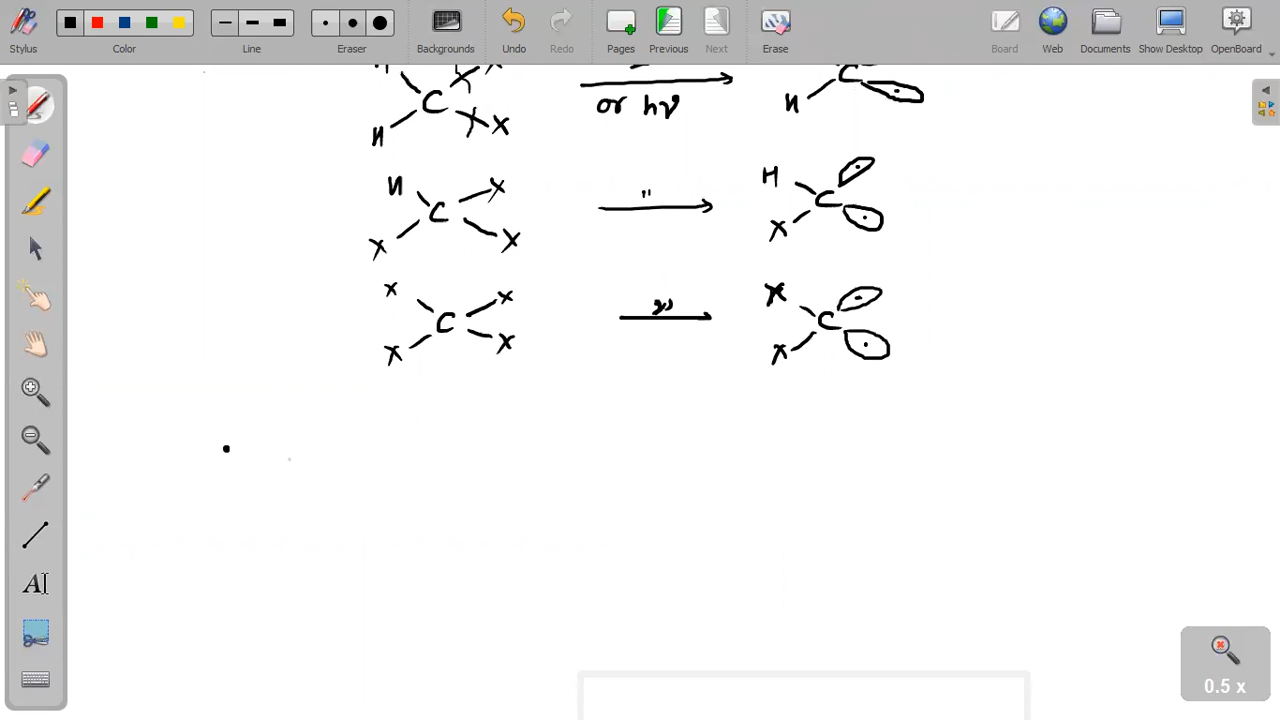 Stylus Color Line Eraser Backgrounds Undo Redo Pages Previous Next Erase Board Web Documents Show Desktop OpenBoard
H X
C
H X
or hν
C
H
H X
C
X X
"
H
C
X
X X
C
X X
"
X
C
X
A
0.5 x